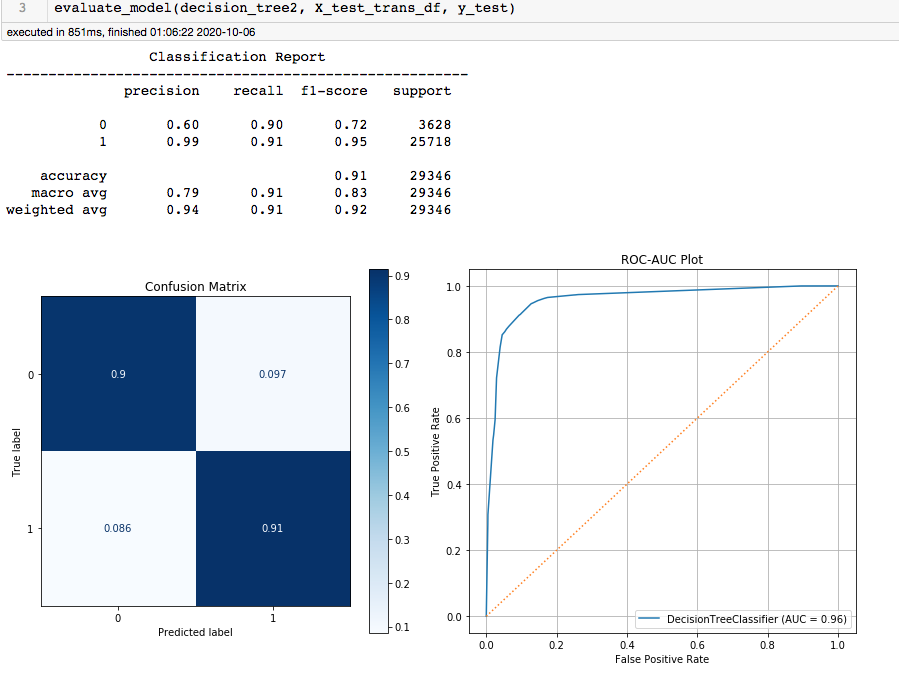 3 evaluate_model(decision_tree2, X_test_trans_df, y_test)
executed in 851ms, finished 01:06:22 2020-10-06
Classification Report
--------------------------------------------------------
precision recall f1-score support
0 0.60 0.90 0.72 3628
1 0.99 0.91 0.95 25718
accuracy 0.91 29346
macro avg 0.79 0.91 0.83 29346
weighted avg 0.94 0.91 0.92 29346
Confusion Matrix
True label
0
1
0.9 0.097
0.086 0.91
0 1
Predicted label
0.9
0.8
0.7
0.6
0.5
0.4
0.3
0.2
0.1
ROC-AUC Plot
True Positive Rate
1.0
0.8
0.6
0.4
0.2
0.0
DecisionTreeClassifier (AUC = 0.96)
0.0 0.2 0.4 0.6 0.8 1.0
False Positive Rate